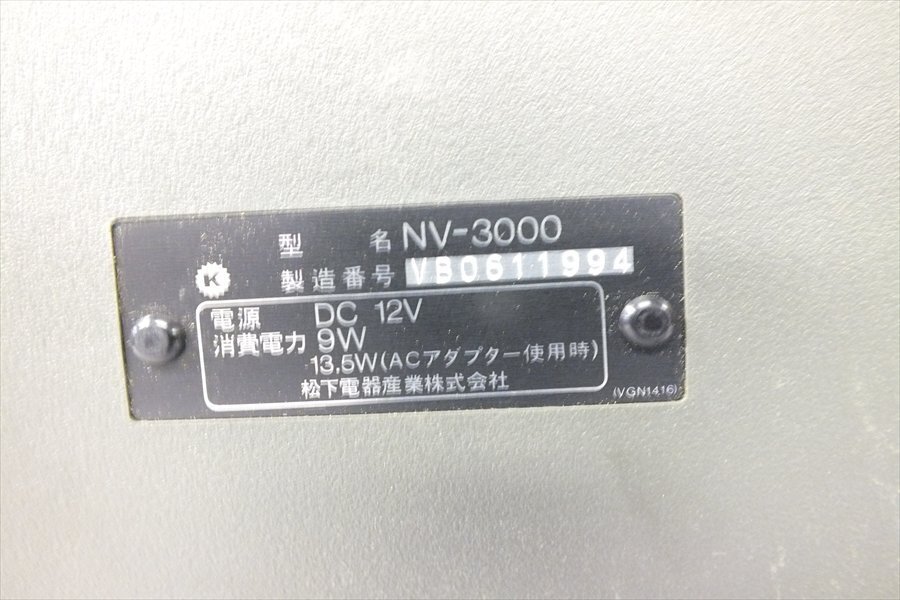 型 名 NV-3000
K 製造番号 VB0611994
電源 DC 12V
消費電力 9W
13.5W(ACアダプター使用時)
松下電器産業株式会社
(VGN1416)